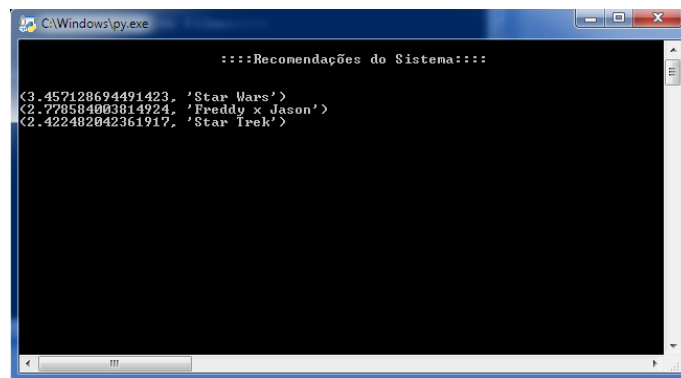 C:\Windows\py.exe
::::Recomendações do Sistema::::
(3.457128694491423, 'Star Wars')
(2.778584003814924, 'Freddy x Jason')
(2.422482042361917, 'Star Trek')